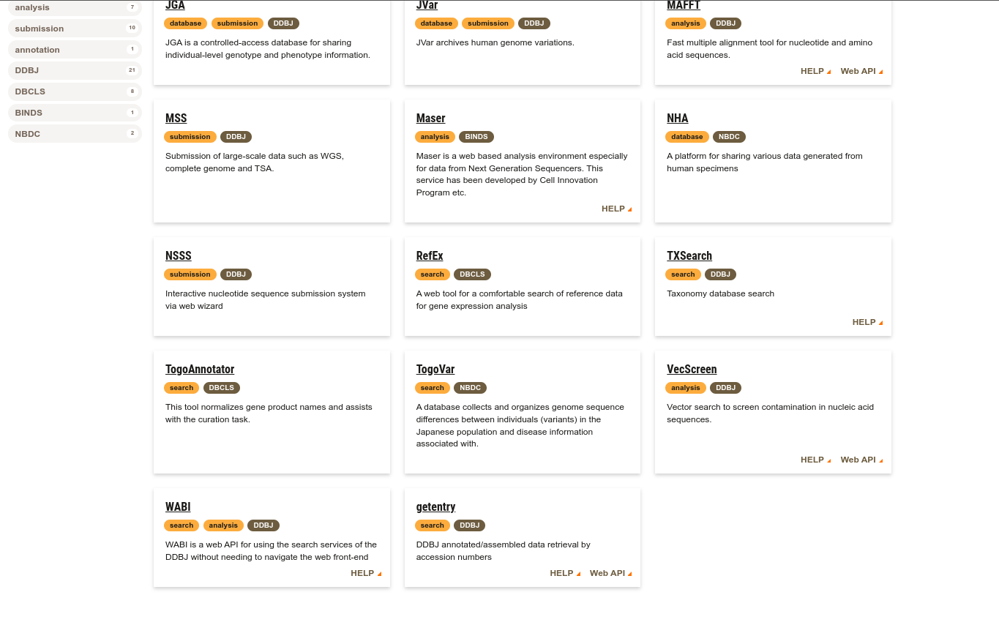 analysis 7
submission 10
annotation 1
DDBJ 21
DBCLS 8
BINDS 1
NBDC 2
JGA
database submission DDBJ
JGA is a controlled-access database for sharing
individual-level genotype and phenotype information.
JVar
database submission DDBJ
JVar archives human genome variations.
MAFFT
analysis DDBJ
Fast multiple alignment tool for nucleotide and amino
acid sequences.
HELP Web API
MSS
submission DDBJ
Submission of large-scale data such as WGS,
complete genome and TSA.
Maser
analysis BINDS
Maser is a web based analysis environment especially
for data from Next Generation Sequencers. This
service has been developed by Cell Innovation
Program etc.
HELP
NHA
database NBDC
A platform for sharing various data generated from
human specimens
NSSS
submission DDBJ
Interactive nucleotide sequence submission system
via web wizard
RefEx
search DBCLS
A web tool for a comfortable search of reference data
for gene expression analysis
TXSearch
search DDBJ
Taxonomy database search
HELP
TogoAnnotator
search DBCLS
This tool normalizes gene product names and assists
with the curation task.
TogoVar
search NBDC
A database collects and organizes genome sequence
differences between individuals (variants) in the
Japanese population and disease information
associated with.
VecScreen
analysis DDBJ
Vector search to screen contamination in nucleic acid
sequences.
HELP Web API
WABI
search analysis DDBJ
WABI is a web API for using the search services of the
DDBJ without needing to navigate the web front-end
HELP
getentry
search DDBJ
DDBJ annotated/assembled data retrieval by
accession numbers
HELP Web API